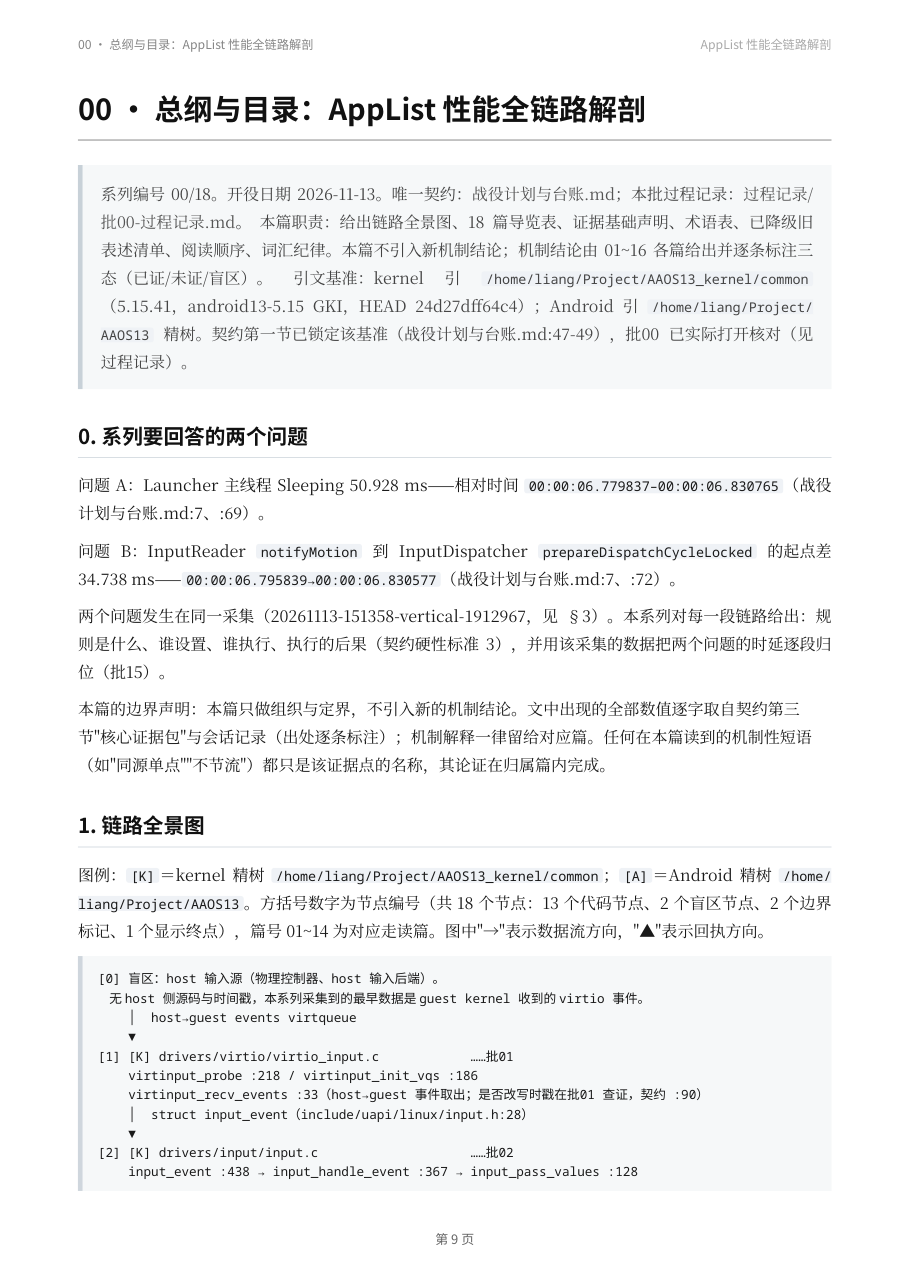 00 · 总纲与目录：AppList 性能全链路解剖
AppList 性能全链路解剖
00 · 总纲与目录：AppList 性能全链路解剖
系列编号 00/18。开役日期 2026-11-13。唯一契约：战役计划与台账.md；本批过程记录：过程记录/
批00-过程记录.md。 本篇职责：给出链路全景图、18 篇导览表、证据基础声明、术语表、已降级旧
表述清单、阅读顺序、词汇纪律。本篇不引入新机制结论；机制结论由 01~16 各篇给出并逐条标注三
态（已证/未证/盲区）。 引文基准：kernel 引 /home/liang/Project/AAOS13_kernel/common
（5.15.41，android13-5.15 GKI，HEAD 24d27dff64c4）；Android 引 /home/liang/Project/
AAOS13 精树。契约第一节已锁定该基准（战役计划与台账.md:47-49），批00 已实际打开核对（见
过程记录）。
0. 系列要回答的两个问题
问题 A：Launcher 主线程 Sleeping 50.928 ms——相对时间 00:00:06.779837–00:00:06.830765（战役
计划与台账.md:7、:69）。
问题 B：InputReader notifyMotion 到 InputDispatcher prepareDispatchCycleLocked 的起点差
34.738 ms——00:00:06.795839→00:00:06.830577（战役计划与台账.md:7、:72）。
两个问题发生在同一采集（20261113-151358-vertical-1912967，见 §3）。本系列对每一段链路给出：规
则是什么、谁设置、谁执行、执行的后果（契约硬性标准 3），并用该采集的数据把两个问题的时延逐段归
位（批15）。
本篇的边界声明：本篇只做组织与定界，不引入新的机制结论。文中出现的全部数值逐字取自契约第三
节"核心证据包"与会话记录（出处逐条标注）；机制解释一律留给对应篇。任何在本篇读到的机制性短语
（如"同源单点""不节流"）都只是该证据点的名称，其论证在归属篇内完成。
1. 链路全景图
图例：[K]＝kernel 精树 /home/liang/Project/AAOS13_kernel/common；[A]＝Android 精树 /home/
liang/Project/AAOS13。方括号数字为节点编号（共 18 个节点：13 个代码节点、2 个盲区节点、2 个边界
标记、1 个显示终点），篇号 01~14 为对应走读篇。图中"→"表示数据流方向，"▲"表示回执方向。
[0] 盲区：host 输入源（物理控制器、host 输入后端）。
无 host 侧源码与时间戳，本系列采集到的最早数据是 guest kernel 收到的 virtio 事件。
│ host→guest events virtqueue
▼
[1] [K] drivers/virtio/virtio_input.c ……批01
virtinput_probe :218 / virtinput_init_vqs :186
virtinput_recv_events :33（host→guest 事件取出；是否改写时戳在批01 查证，契约 :90）
│ struct input_event（include/uapi/linux/input.h:28）
▼
[2] [K] drivers/input/input.c ……批02
input_event :438 → input_handle_event :367 → input_pass_values :128
第 9 页